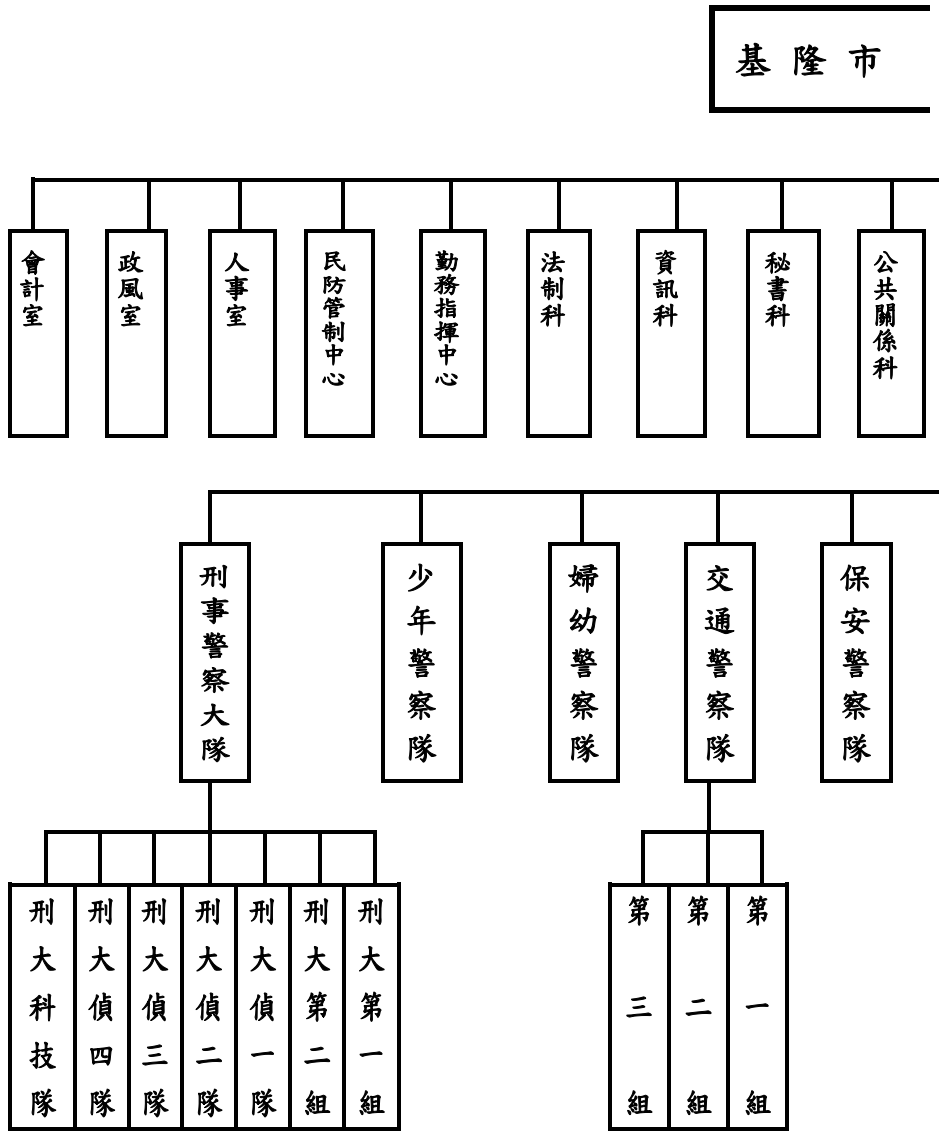 基隆市
會計室
政風室
人事室
民防管制中心
勤務指揮中心
法制科
資訊科
秘書科
公共關係科
刑事警察大隊
少年警察隊
婦幼警察隊
交通警察隊
保安警察隊
刑大科技隊
刑大偵四隊
刑大偵三隊
刑大偵二隊
刑大偵一隊
刑大第二組
刑大第一組
第三組
第二組
第一組